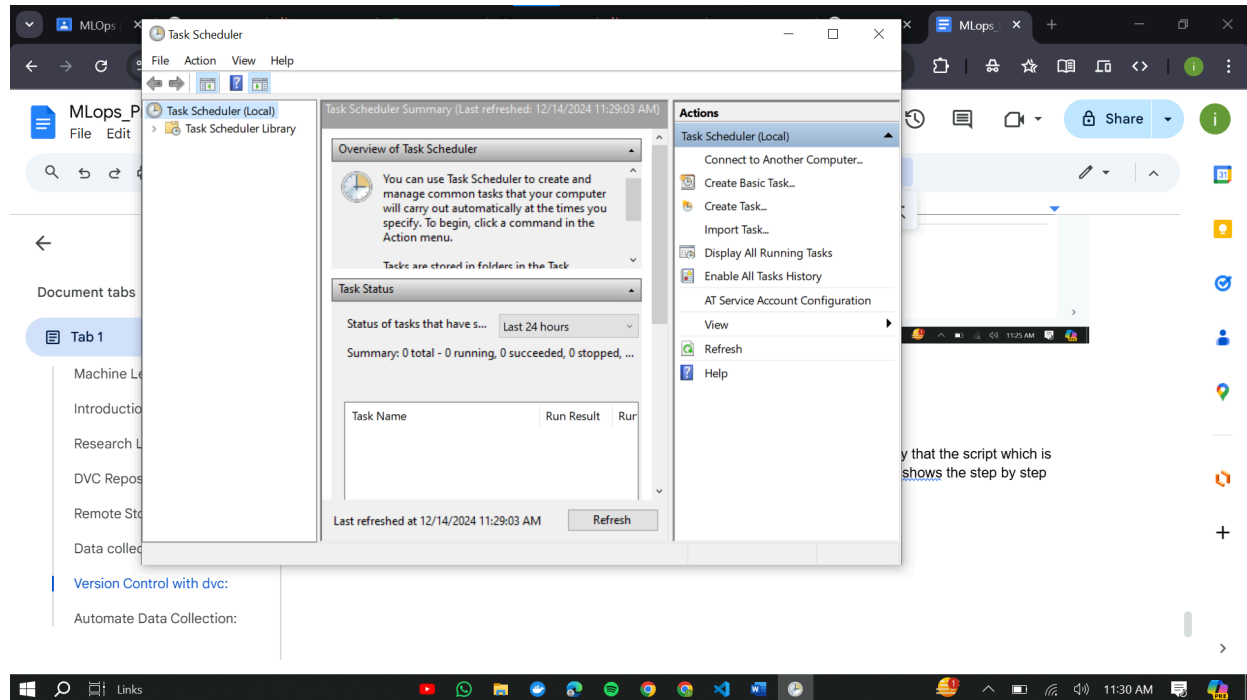 MLOps
MLops_
Task Scheduler
File Action View Help
Task Scheduler (Local)
Task Scheduler Library
Task Scheduler Summary (Last refreshed: 12/14/2024 11:29:03 AM)
Overview of Task Scheduler
You can use Task Scheduler to create and
manage common tasks that your computer
will carry out automatically at the times you
specify. To begin, click a command in the
Action menu.
Tasks are stored in folders in the Task
Task Status
Status of tasks that have s...
Last 24 hours
Summary: 0 total - 0 running, 0 succeeded, 0 stopped, ...
Task Name Run Result Run
Last refreshed at 12/14/2024 11:29:03 AM
Refresh
Actions
Task Scheduler (Local)
Connect to Another Computer...
Create Basic Task...
Create Task...
Import Task...
Display All Running Tasks
Enable All Tasks History
AT Service Account Configuration
View
Refresh
Help
MLops_P
File Edit
Share
i
i
31
Document tabs
Tab 1
Machine Le
Introductio
Research L
DVC Repos
Remote Sto
Data collec
Version Control with dvc:
Automate Data Collection:
11:25 AM
y that the script which is
shows the step by step
Links
1
11:30 AM
PRE